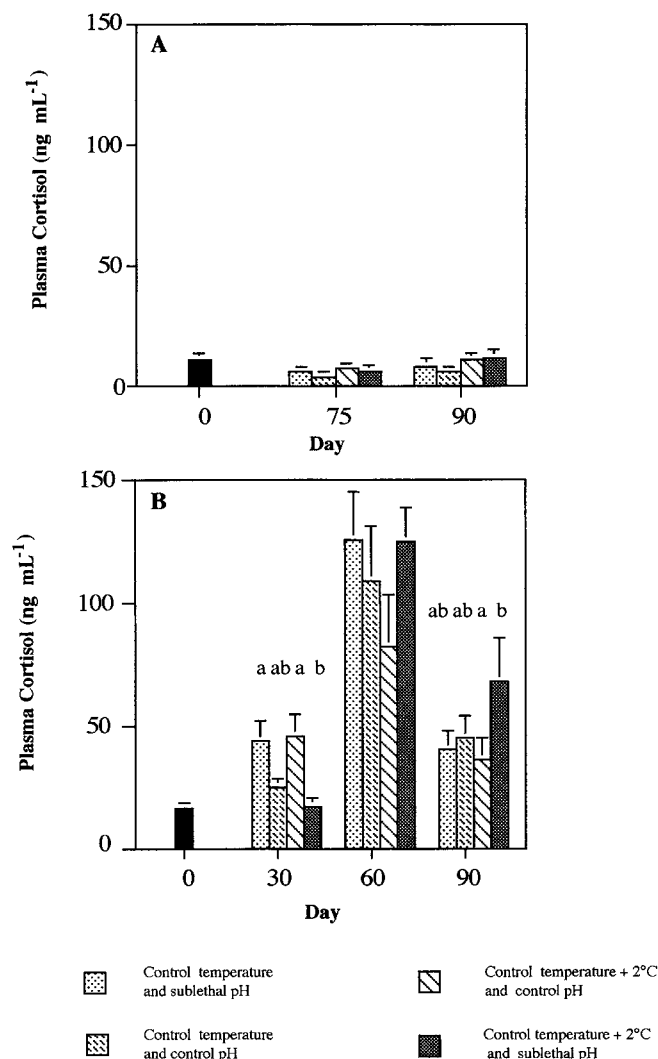 150
A
100
50
0
Plasma Cortisol (ng mL-1)
0 75 90
Day
150
B
100
50
0
Plasma Cortisol (ng mL-1)
a ab a b
ab ab a b
0 30 60 90
Day
Control temperature
and sublethal pH
Control temperature + 2°C
and control pH
Control temperature
and control pH
Control temperature + 2°C
and sublethal pH